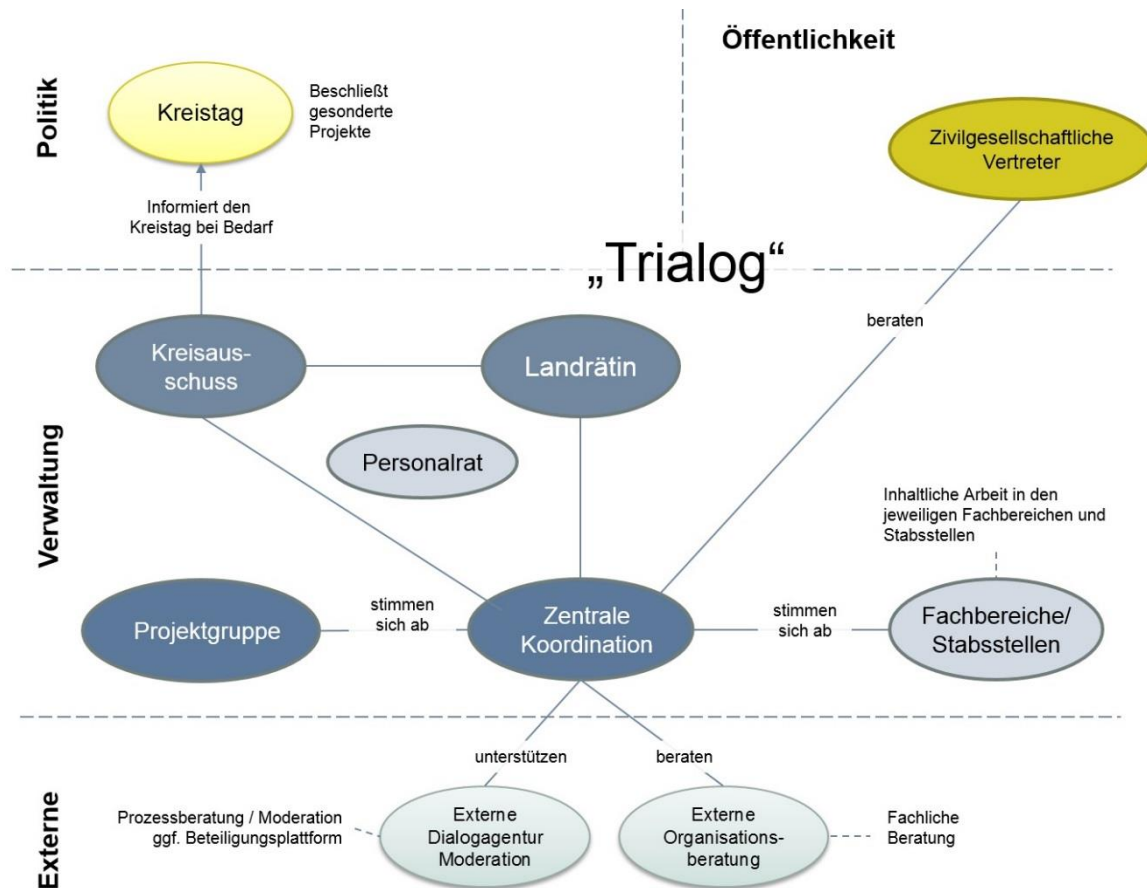 Öffentlichkeit
Politik
Kreistag
Beschließt
gesonderte
Projekte
Zivilgesellschaftliche
Vertreter
Informiert den
Kreistag bei Bedarf
„Trialog“
beraten
Verwaltung
Kreisaus-
schuss
Landrätin
Personalrat
Inhaltliche Arbeit in den
jeweiligen Fachbereichen und
Stabsstellen
Projektgruppe
stimmen
sich ab
Zentrale
Koordination
stimmen
sich ab
Fachbereiche/
Stabsstellen
Externe
unterstützen
beraten
Prozessberatung / Moderation
ggf. Beteiligungsplattform
Externe
Dialogagentur
Moderation
Externe
Organisations-
beratung
Fachliche
Beratung